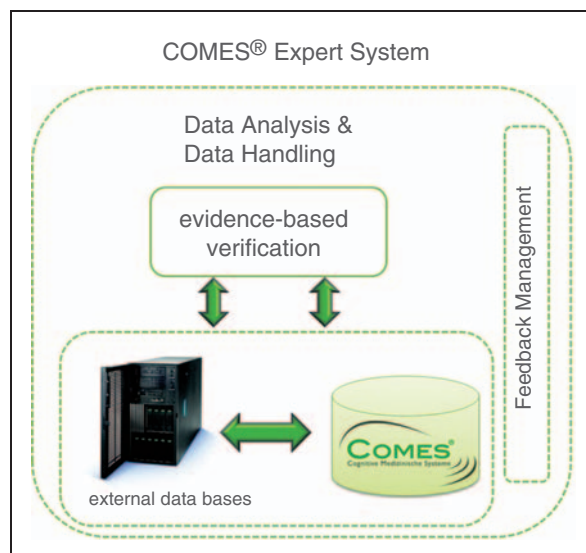 COMES® Expert System
Data Analysis &
Data Handling
evidence-based
verification
Feedback Management
external data bases
COMES®
Cognitive Medizinische Systeme